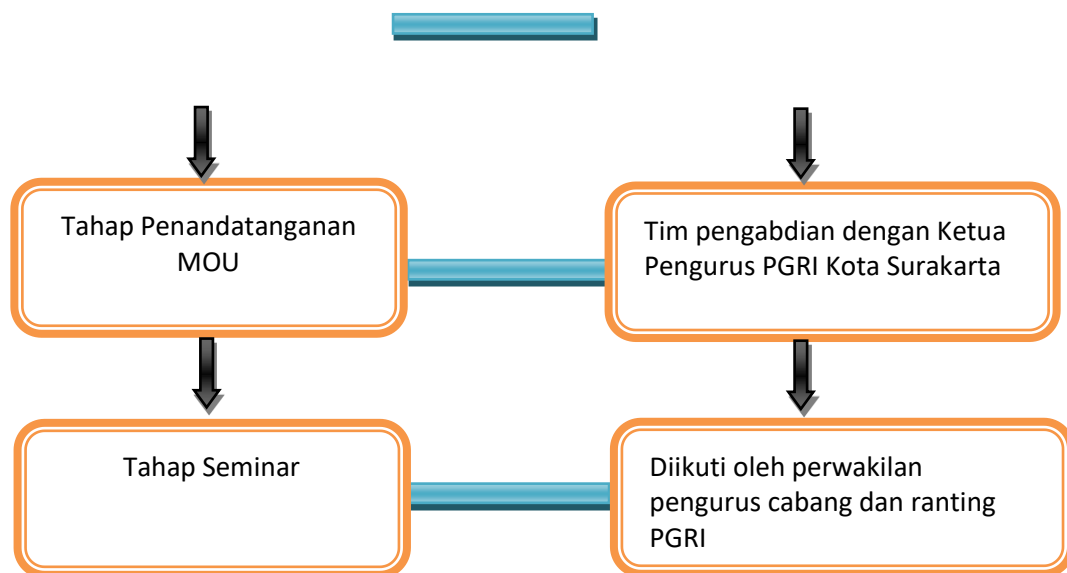 Tahap Penandatanganan
MOU
Tim pengabdian dengan Ketua
Pengurus PGRI Kota Surakarta
Tahap Seminar
Diikuti oleh perwakilan
pengurus cabang dan ranting
PGRI